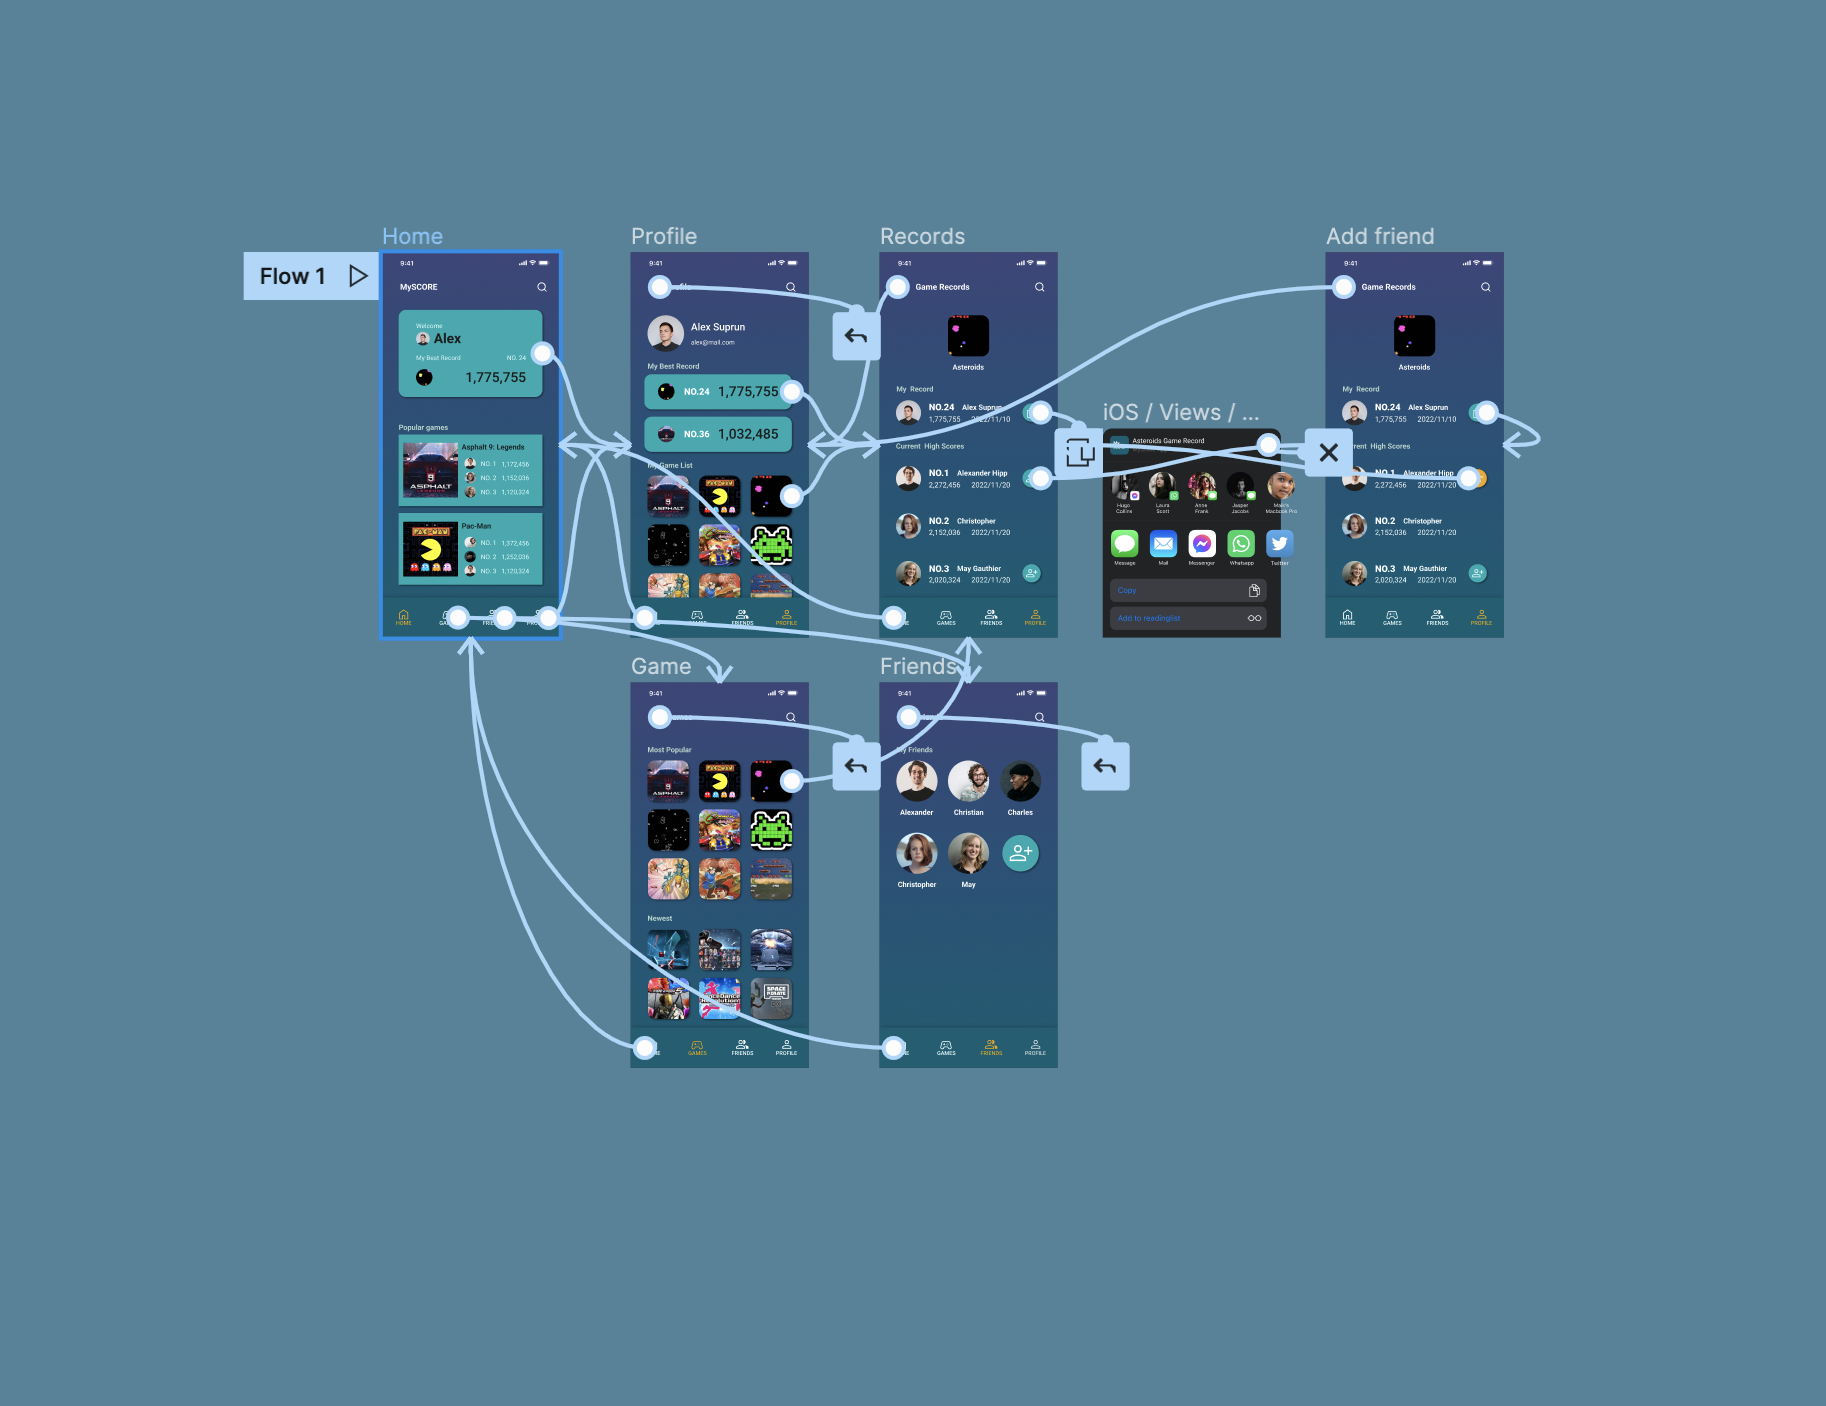 Home
Flow 1
9:41
MySCORE
Welcome
Alex
My Best Record
NO. 24
1,775,755
Popular games
Asphalt 9: Legends
ASPHALT
NO. 1 1,172,456
NO. 2 1,152,036
NO. 3 1,120,324
Pac-Man
PAC-MAN
NO. 1 1,372,456
NO. 2 1,252,036
NO. 3 1,120,324
HOME
Profile
Alex Suprun
alex@mail.com
My Best Record
NO.24 1,775,755
NO.36 1,032,485
My Game List
FRIENDS
PROFILE
Records
9:41
Game Records
Asteroids
My Record
NO.24 Alex Suprun
1,775,755 2022/11/10
Current High Scores
NO.1 Alexander Hipp
2,272,456 2022/11/20
NO.2 Christopher
2,152,036 2022/11/20
NO.3 May Gauthier
2,020,324 2022/11/20
GAMES
FRIENDS
PROFILE
iOS / Views / ...
Asteroids Game Record
Hugo Collins
Laura Scott
Anne Frank
Jasper Jacobs
Message
Mail
Messenger
Whatsapp
Twitter
Copy
Add to readinglist
Add friend
9:41
Game Records
Asteroids
My Record
NO.24 Alex Suprun
1,775,755 2022/11/10
High Scores
NO.1 Alexander Hipp
2,272,456 2022/11/20
NO.2 Christopher
2,152,036 2022/11/20
NO.3 May Gauthier
2,020,324 2022/11/20
HOME
GAMES
FRIENDS
PROFILE
Game
9:41
Most Popular
Newest
GAMES
FRIENDS
PROFILE
Friends
9:41
My Friends
Alexander
Christian
Charles
Christopher
May
GAMES
FRIENDS
PROFILE